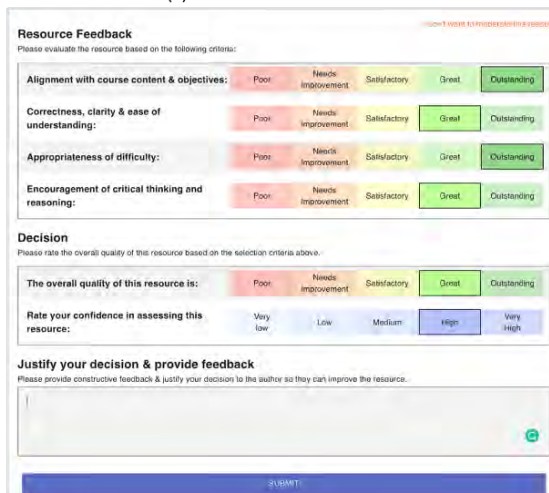 Resource Feedback
Please evaluate the resource based on the following criteria:
Alignment with course content & objectives: Poor Needs Improvement Satisfactory Great Outstanding
Correctness, clarity & ease of understanding: Poor Needs Improvement Satisfactory Great Outstanding
Appropriateness of difficulty: Poor Needs Improvement Satisfactory Great Outstanding
Encouragement of critical thinking and reasoning: Poor Needs Improvement Satisfactory Great Outstanding
Decision
Please rate the overall quality of this resource based on the selection criteria above.
The overall quality of this resource is: Poor Needs Improvement Satisfactory Great Outstanding
Rate your confidence in assessing this resource: Very low Low Medium High Very High
Justify your decision & provide feedback
Please provide constructive feedback & justify your decision to the author so they can improve the resource.
SUBMIT